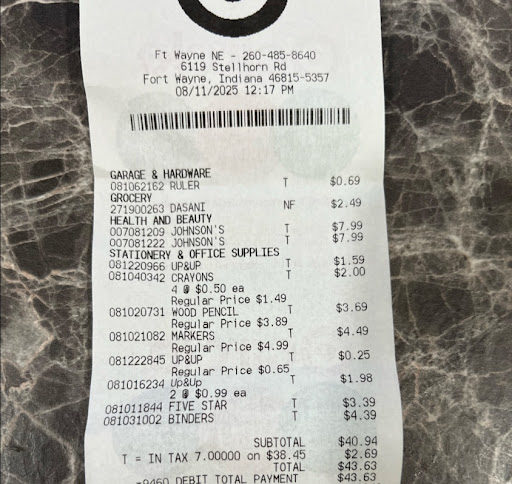 Ft Wayne NE - 260-485-8640
6119 Stellhorn Rd
Fort Wayne, Indiana 46815-5357
08/11/2025 12:17 PM
GARAGE & HARDWARE
081062162 RULER T $0.69
GROCERY
271900263 DASANI NF $2.49
HEALTH AND BEAUTY
007081209 JOHNSON'S T $7.99
007081222 JOHNSON'S T $7.99
STATIONERY & OFFICE SUPPLIES
081220966 UP&UP T $1.59
081040342 CRAYONS T $2.00
4 @ $0.50 ea
Regular Price $1.49
081020731 WOOD PENCIL T $3.69
Regular Price $3.89
081021082 MARKERS T $4.49
Regular Price $4.99
081222845 UP&UP T $0.25
Regular Price $0.65
081016234 Up&Up T $1.98
2 @ $0.99 ea
081011844 FIVE STAR T $3.39
081031002 BINDERS T $4.39
SUBTOTAL $40.94
T = IN TAX 7.00000 on $38.45 $2.69
TOTAL $43.63
*9460 DEBIT TOTAL PAYMENT $43.63